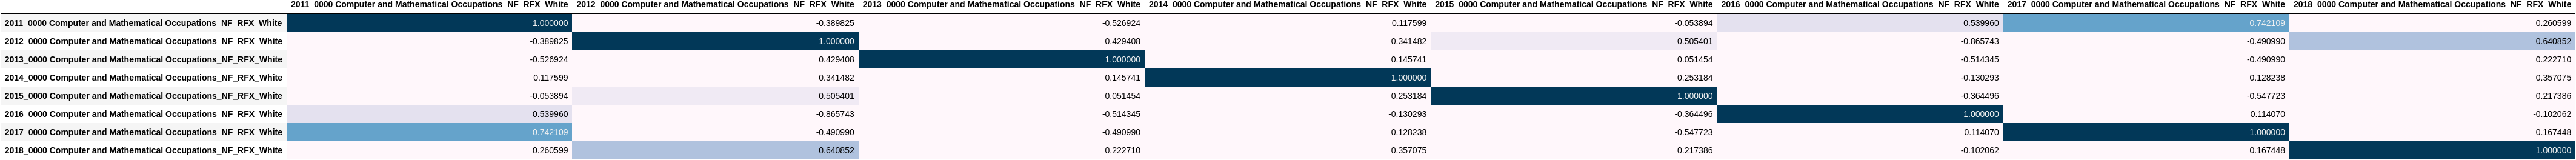 2011_0000 Computer and Mathematical Occupations_NF_RFX_White 2012_0000 Computer and Mathematical Occupations_NF_RFX_White 2013_0000 Computer and Mathematical Occupations_NF_RFX_White 2014_0000 Computer and Mathematical Occupations_NF_RFX_White 2015_0000 Computer and Mathematical Occupations_NF_RFX_White 2016_0000 Computer and Mathematical Occupations_NF_RFX_White 2017_0000 Computer and Mathematical Occupations_NF_RFX_White 2018_0000 Computer and Mathematical Occupations_NF_RFX_White
2011_0000 Computer and Mathematical Occupations_NF_RFX_White 1.000000 -0.389825 -0.526924 0.117599 -0.053894 0.539960 0.742109 0.260599
2012_0000 Computer and Mathematical Occupations_NF_RFX_White -0.389825 1.000000 0.429408 0.341482 0.505401 -0.865743 -0.490990 0.640852
2013_0000 Computer and Mathematical Occupations_NF_RFX_White -0.526924 0.429408 1.000000 0.145741 0.051454 -0.514345 -0.490990 0.222710
2014_0000 Computer and Mathematical Occupations_NF_RFX_White 0.117599 0.341482 0.145741 1.000000 0.253184 -0.130293 0.128238 0.357075
2015_0000 Computer and Mathematical Occupations_NF_RFX_White -0.053894 0.505401 0.051454 0.253184 1.000000 -0.364496 -0.547723 0.217386
2016_0000 Computer and Mathematical Occupations_NF_RFX_White 0.539960 -0.865743 -0.514345 -0.130293 -0.364496 1.000000 0.114070 -0.102062
2017_0000 Computer and Mathematical Occupations_NF_RFX_White 0.742109 -0.490990 -0.490990 0.128238 -0.547723 0.114070 1.000000 0.167448
2018_0000 Computer and Mathematical Occupations_NF_RFX_White 0.260599 0.640852 0.222710 0.357075 0.217386 -0.102062 0.167448 1.000000